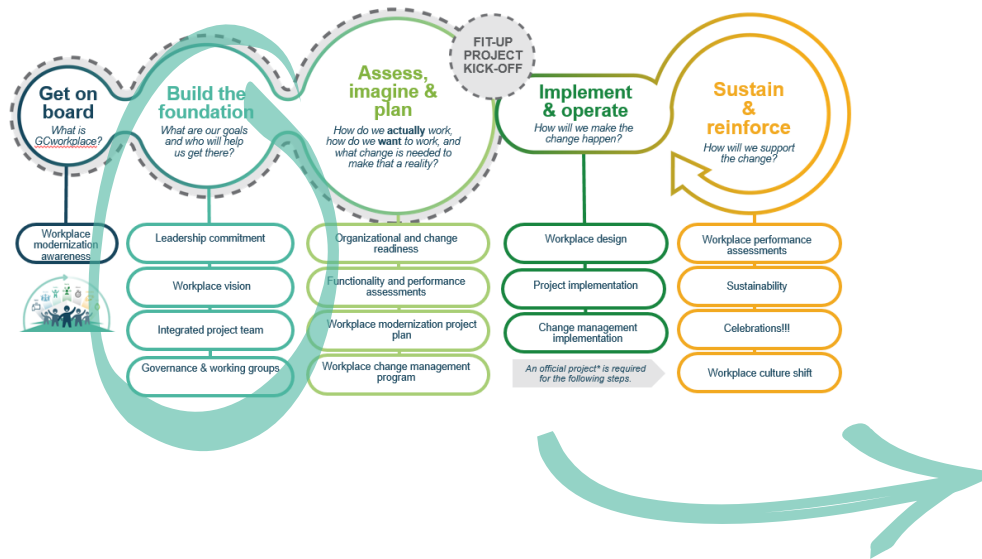 Get on
board
What is
GCworkplace?
Workplace
modernization
awareness
Build the
foundation
What are our goals
and who will help
us get there?
Leadership commitment
Workplace vision
Integrated project team
Governance & working groups
Assess,
imagine &
plan
How do we actually work,
how do we want to work, and
what change is needed to
make that a reality?
Organizational and change
readiness
Functionality and performance
assessments
Workplace modernization project
plan
Workplace change management
program
FIT-UP
PROJECT
KICK-OFF
Implement
& operate
How will we make the
change happen?
Workplace design
Project implementation
Change management
implementation
An official project* is required
for the following steps.
Sustain
&
reinforce
How will we support
the change?
Workplace performance
assessments
Sustainability
Celebrations!!!
Workplace culture shift